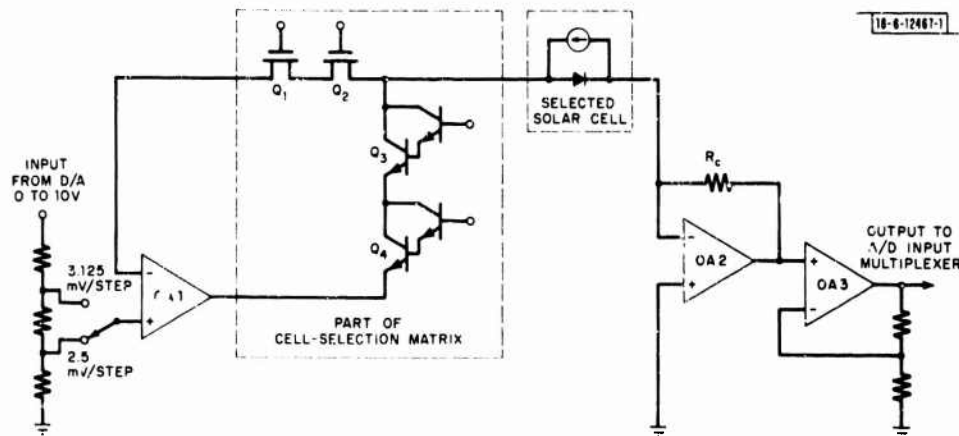 18-6-12467-1
Q1
Q2
SELECTED
SOLAR CELL
INPUT
FROM D/A
0 TO 10V
Q3
Rc
3.125
mV/STEP
Q4
OUTPUT TO
A/D INPUT
MULTIPLEXER
-
+
OA2
-
+
OA3
+
-
PART OF
CELL-SELECTION MATRIX
2.5
mV/STEP